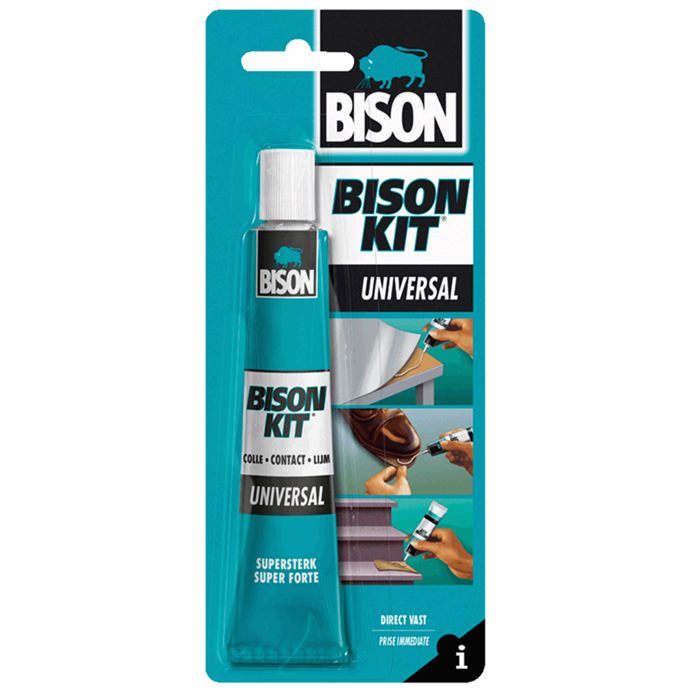 BISON
BISON
KIT®
UNIVERSAL
BISON
BISON
KIT®
COLLE • CONTACT • LIJM
UNIVERSAL
SUPERSTERK
SUPER FORTE
DIRECT VAST
PRISE IMMEDIATE
i